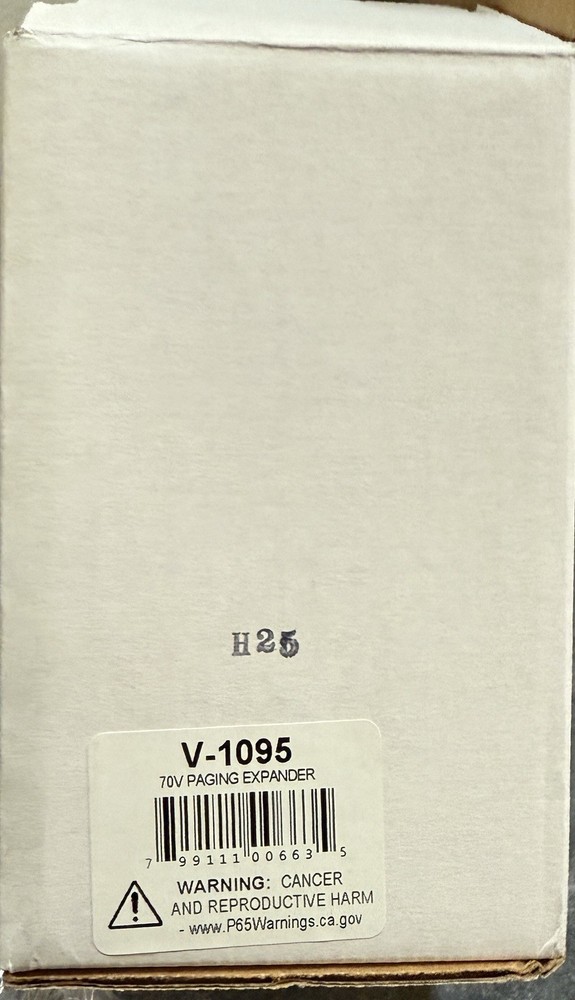 H25
V-1095
70V PAGING EXPANDER
7 99111 00663 5
WARNING: CANCER
AND REPRODUCTIVE HARM
- www.P65Warnings.ca.gov